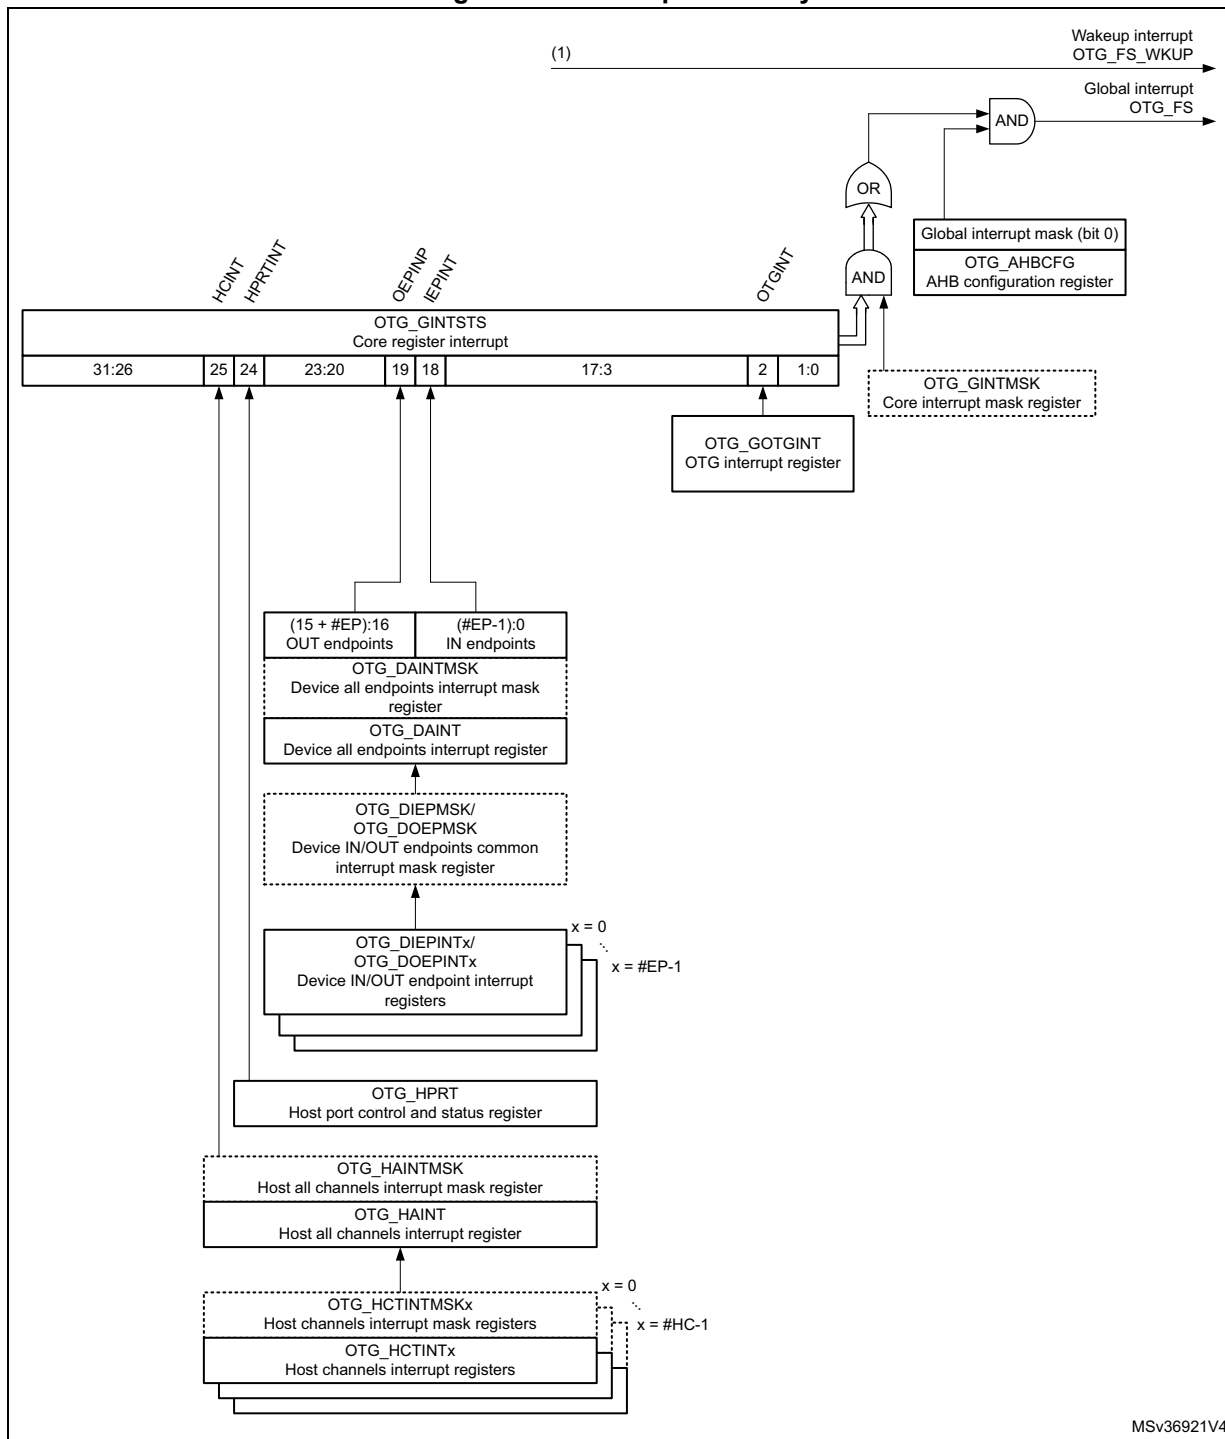 (1)
Wakeup interrupt
OTG_FS_WKUP
Global interrupt
OTG_FS
AND
OR
Global interrupt mask (bit 0)
OTG_AHBCFG
AHB configuration register
AND
HCINT
HPRTINT
OEPINP
IEPINT
OTGINT
OTG_GINTSTS
Core register interrupt
31:26
25
24
23:20
19
18
17:3
2
1:0
OTG_GINTMSK
Core interrupt mask register
OTG_GOTGINT
OTG interrupt register
(15 + #EP):16
OUT endpoints
(#EP-1):0
IN endpoints
OTG_DAINTMSK
Device all endpoints interrupt mask
register
OTG_DAINT
Device all endpoints interrupt register
OTG_DIEPMSK/
OTG_DOEPMSK
Device IN/OUT endpoints common
interrupt mask register
OTG_DIEPINTx/
OTG_DOEPINTx
Device IN/OUT endpoint interrupt
registers
x = 0
x = #EP-1
OTG_HPRT
Host port control and status register
OTG_HAINTMSK
Host all channels interrupt mask register
OTG_HAINT
Host all channels interrupt register
OTG_HCTINTMSKx
Host channels interrupt mask registers
OTG_HCTINTx
Host channels interrupt registers
x = 0
x = #HC-1
MSv36921V4